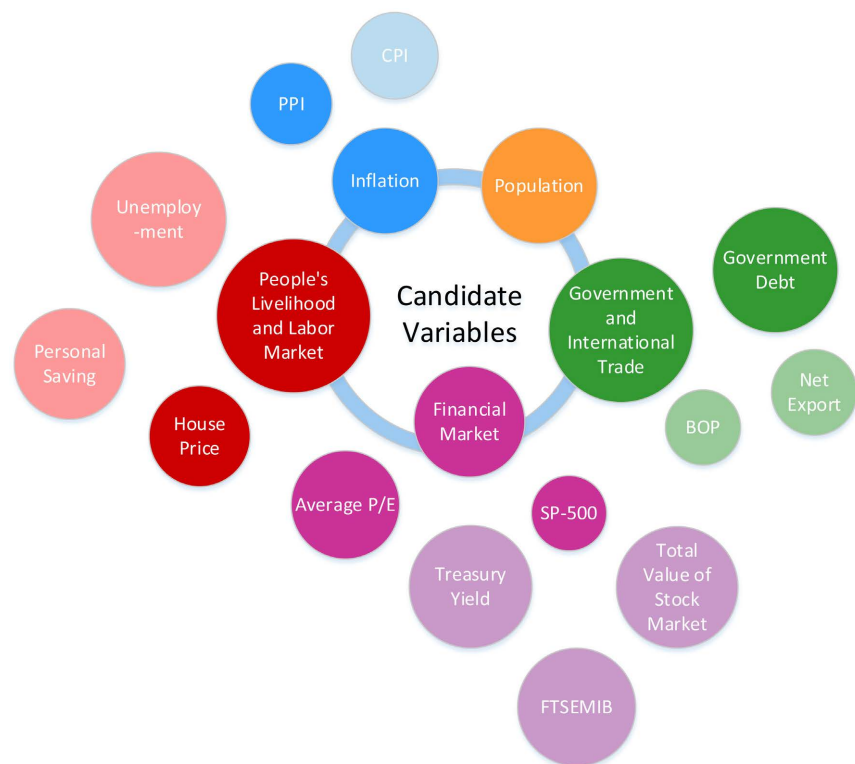 CPI
PPI
Inflation
Population
Unemploy
-ment
People's
Livelihood
and Labor
Market
Candidate
Variables
Government
and
International
Trade
Government
Debt
Personal
Saving
House
Price
Financial
Market
BOP
Net
Export
Average P/E
SP-500
Treasury
Yield
Total
Value of
Stock
Market
FTSEMIB